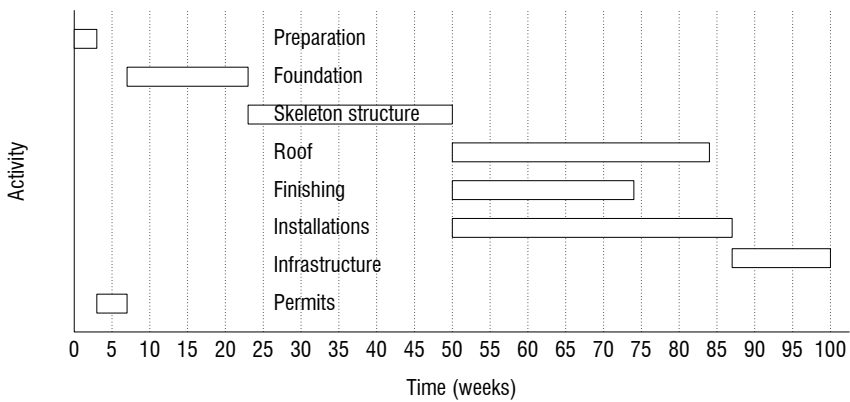 Preparation
Foundation
Skeleton structure
Roof
Finishing
Installations
Infrastructure
Permits
Activity
0 5 10 15 20 25 30 35 40 45 50 55 60 65 70 75 80 85 90 95 100
Time (weeks)